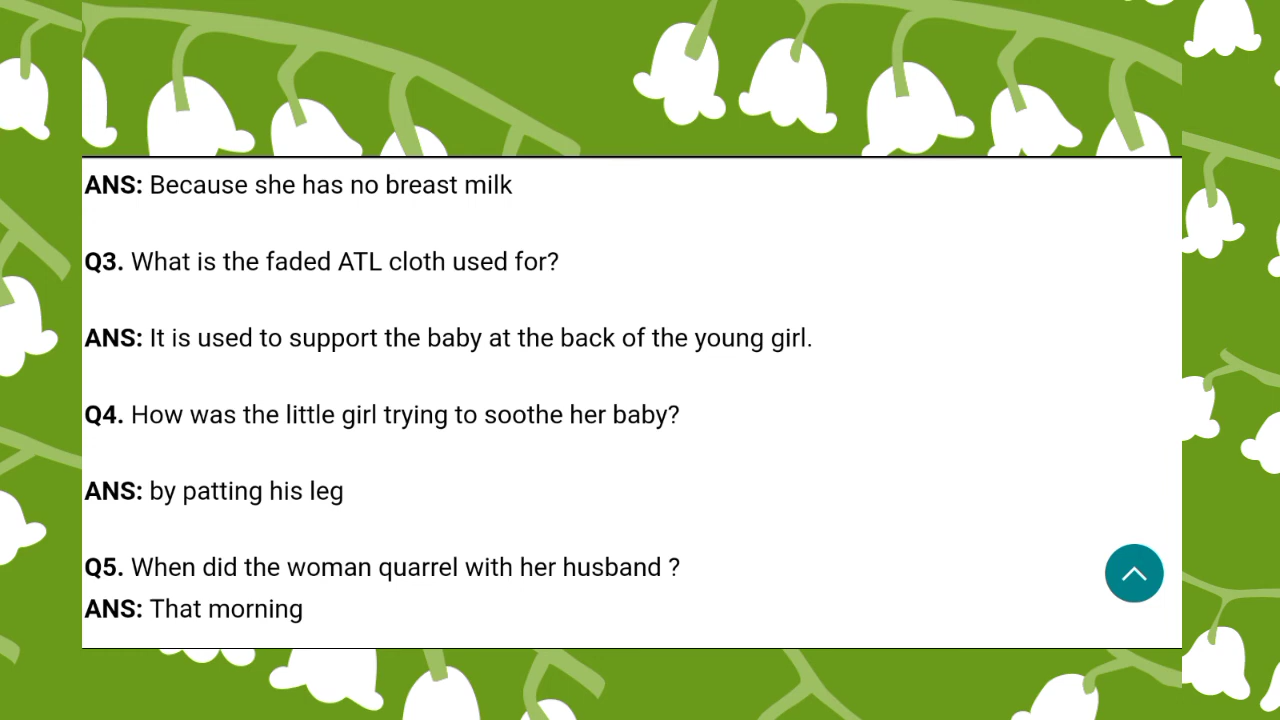 ANS: Because she has no breast milk
Q3. What is the faded ATL cloth used for?
ANS: It is used to support the baby at the back of the young girl.
Q4. How was the little girl trying to soothe her baby?
ANS: by patting his leg
Q5. When did the woman quarrel with her husband ?
ANS: That morning